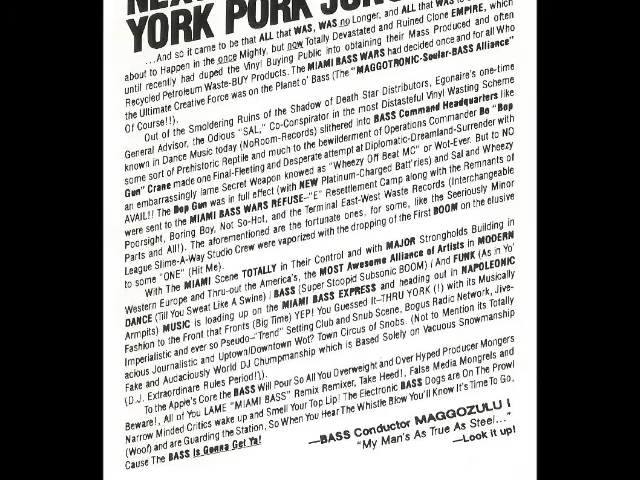 YORK PORK JU
...And so it came to be that ALL that WAS, WAS no Longer, and ALL that WAS
about to Happen in the once Mighty, but now Totally Devastated and Ruined Clone EMPIRE, which
until recently had duped the Vinyl Buying Public into obtaining their Mass Produced and often
Recycled Petroleum Waste-BUY Products. The MIAMI BASS WARS had decided once and for all Who
the Ultimate Creative Force was on the Planet o' Bass (The "MAGGOTRONIC-Soular-BASS Alliance"
Of Course!!).
Out of the Smoldering Ruins of the Shadow of Death Star Distributors, Egonaire's one-time
General Advisor, the Odious "SAL," Co-Conspirator in the most Distasteful Vinyl Wasting Scheme
known in Dance Music today (NoRoom-Records) slithered into BASS Command Headquarters like
some sort of Prehistoric Reptile and much to the bewilderment of Operations Commander Be "Bop
Gun" Crane made one Final-Fleeting and Desperate attempt at Diplomatic-Dreamland-Surrender with
an embarrassingly lame Secret Weapon knowed as "Wheezy Off Beat MC" or Wot-Ever. But to NO
AVAIL!! The Bop Gun was in full effect (with NEW Platinum-Charged Batt'ries) and Sal and Wheezy
were sent to the MIAMI BASS WARS REFUSE-"E" Resettlement Camp along with the Remnants of
Poorsight, Boring Boy, Not So-Hot, and the Terminal East-West Waste Records (Interchangeable
Parts and All!). The aforementioned are the fortunate ones, for some, like the Seeriously Minor
League Slime-A-Way Studio Crew were vaporized with the dropping of the First BOOM on the elusive
to some "ONE" (Hit Me).
With The MIAMI Scene TOTALLY in Their Control and with MAJOR Strongholds Building in
Western Europe and Thru-out the America's, the MOST Awesome Alliance of Artists in MODERN
DANCE (Till You Sweat Like A Swine) / BASS (Super Stoopid Subsonic BOOM) / And FUNK (As in Yo'
Armpits) MUSIC is loading up on the MIAMI BASS EXPRESS and heading out in NAPOLEONIC
Fashion to the Front that Fronts (Big Time) YEP! You Guessed It--THRU YORK (!) with its Musically
Imperialistic and ever so Pseudo-"Trend" Setting Club and Snub Scene, Bogus Radio Network, Jive-
acious Journalistic and Uptown/Downtown Wot? Town Circus of Snobs. (Not to Mention its Totally
Fake and Audaciously World DJ Chumpmanship which is Based Solely on Vacuous Snowmanship
(D.J. Extraordinare Rules Period!)).
To the Apple's Core the BASS Will Pour So All You Overweight and Over Hyped Producer Mongers
Beware!, All of You LAME "MIAMI BASS" Remix Remixer, Take Heed!, False Media Mongrels and
Narrow Minded Critics wake up and Smell Your Top Lip! The Electronic BASS Dogs are On The Prowl
(Woof) and are Guarding the Station, So When You Hear The Whistle Blow You'll Know It's Time To Go,
Cause The BASS Is Gonna Get Ya!
—BASS Conductor MAGGOZULU !
"My Man's As True As Steel..."
—Look it up!